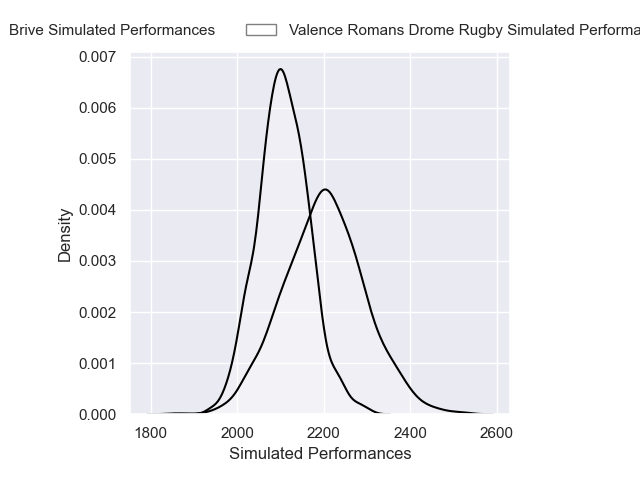 Brive Simulated Performances Valence Romans Drome Rugby Simulated Performa
0.007
0.006
0.005
0.004
0.003
0.002
0.001
0.000
Density
1800 2000 2200 2400 2600
Simulated Performances